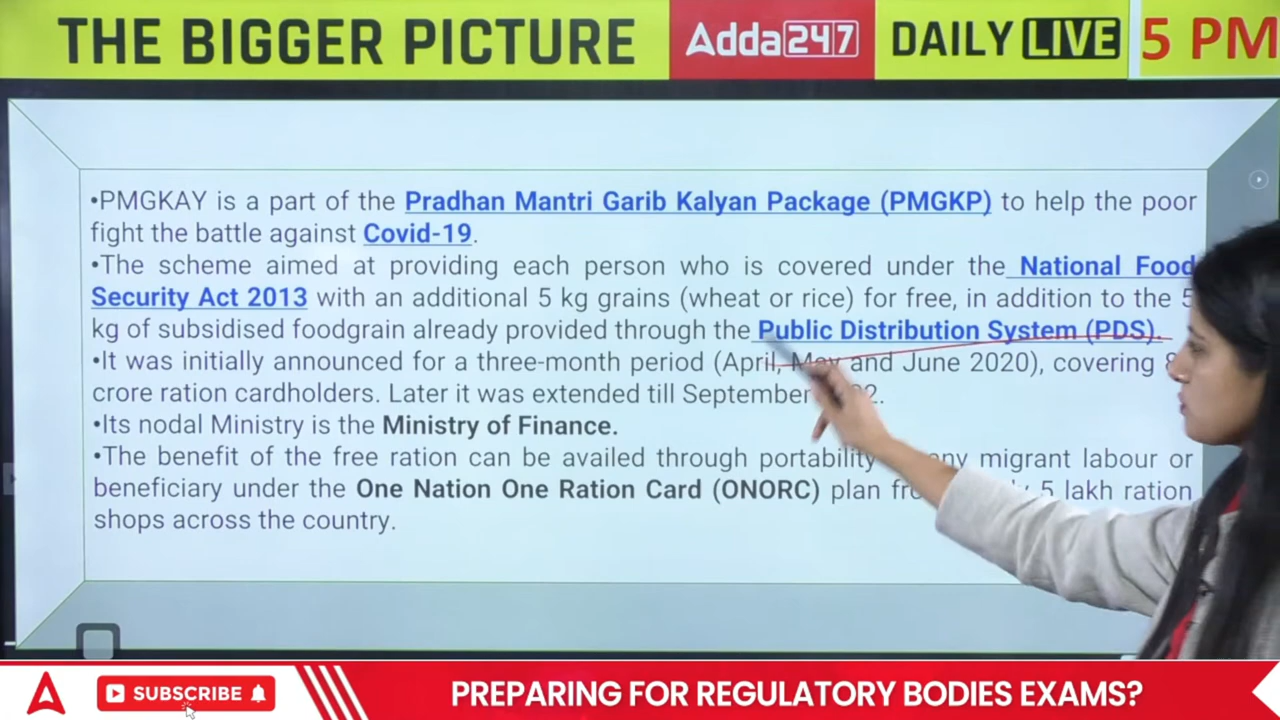 THE BIGGER PICTURE Adda247 DAILY LIVE 5 PM
•PMGKAY is a part of the Pradhan Mantri Garib Kalyan Package (PMGKP) to help the poor
fight the battle against Covid-19.
•The scheme aimed at providing each person who is covered under the National Food
Security Act 2013 with an additional 5 kg grains (wheat or rice) for free, in addition to the 5
kg of subsidised foodgrain already provided through the Public Distribution System (PDS).
•It was initially announced for a three-month period (April, May and June 2020), covering
crore ration cardholders. Later it was extended till September
•Its nodal Ministry is the Ministry of Finance.
•The benefit of the free ration can be availed through portability migrant labour or
beneficiary under the One Nation One Ration Card (ONORC) plan 5 lakh ration
shops across the country.
SUBSCRIBE PREPARING FOR REGULATORY BODIES EXAMS?